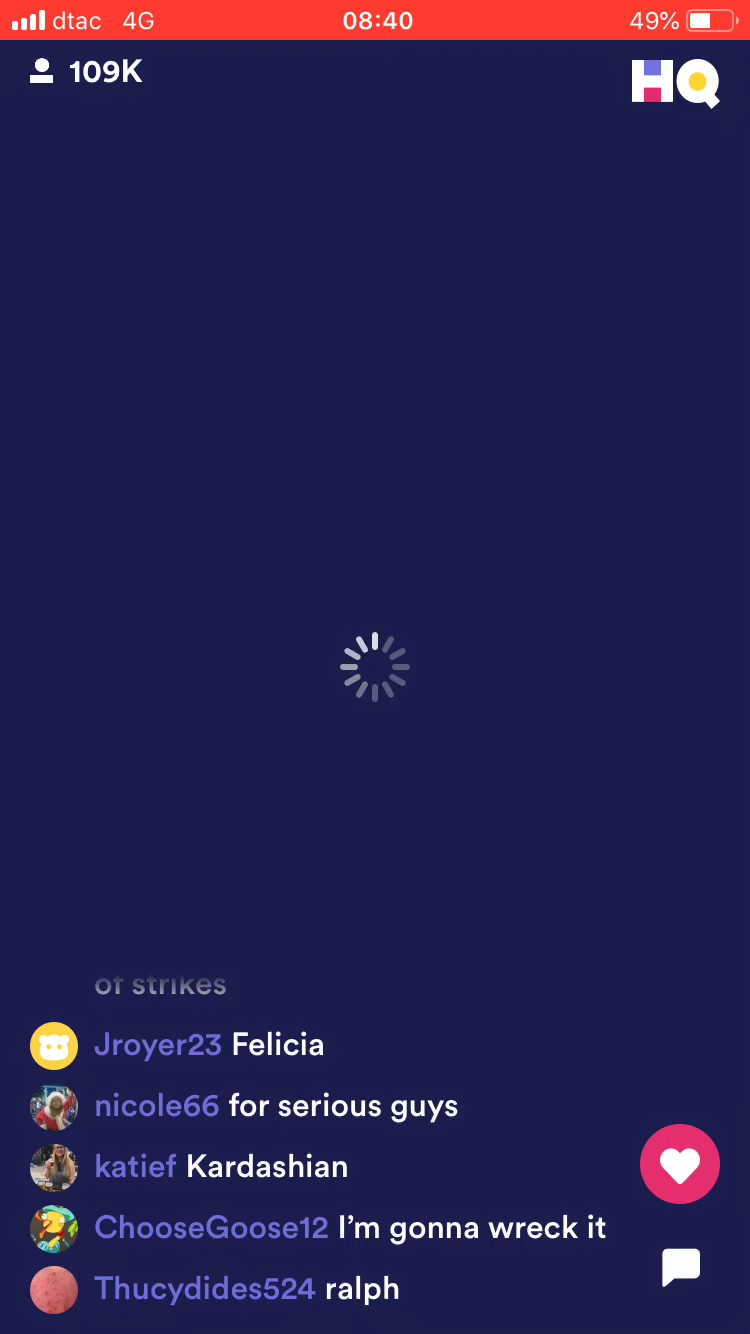 dtac 4G 08:40 49%
109K HQ
of strikes
Jroyer23 Felicia
nicole66 for serious guys
katief Kardashian
ChooseGoose12 I’m gonna wreck it
Thucydides524 ralph